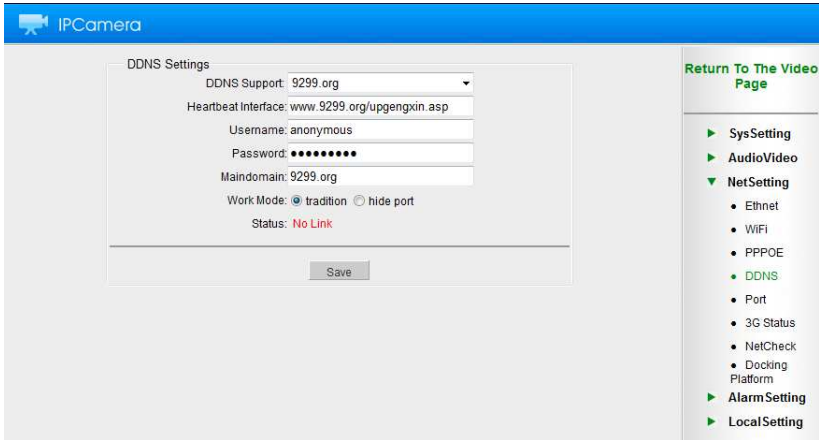 IPCamera
DDNS Settings
DDNS Support: 9299.org
Heartbeat Interface: www.9299.org/upgengxin.asp
Username: anonymous
Password: ●●●●●●●●●
Maindomain: 9299.org
Work Mode: tradition hide port
Status: No Link
Save
Return To The Video
Page
SysSetting
AudioVideo
NetSetting
Ethnet
WiFi
PPPOE
DDNS
Port
3G Status
NetCheck
Docking
Platform
AlarmSetting
LocalSetting